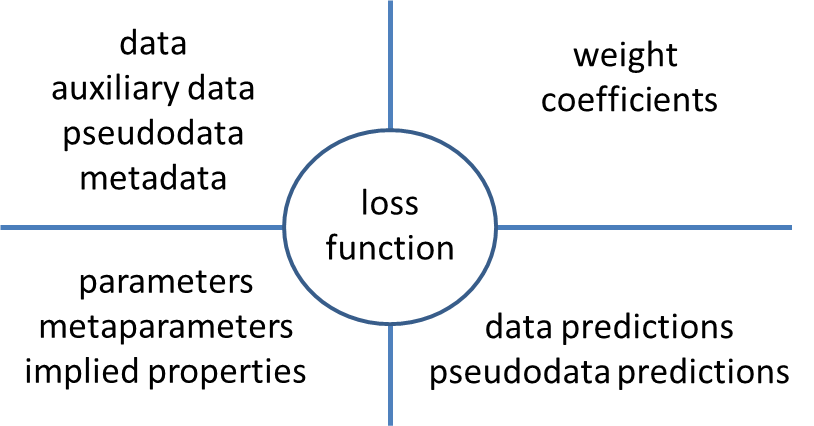 data
auxiliary data
pseudodata
metadata
weight
coefficients
loss
function
parameters
metaparameters
implied properties
data predictions
pseudodata predictions